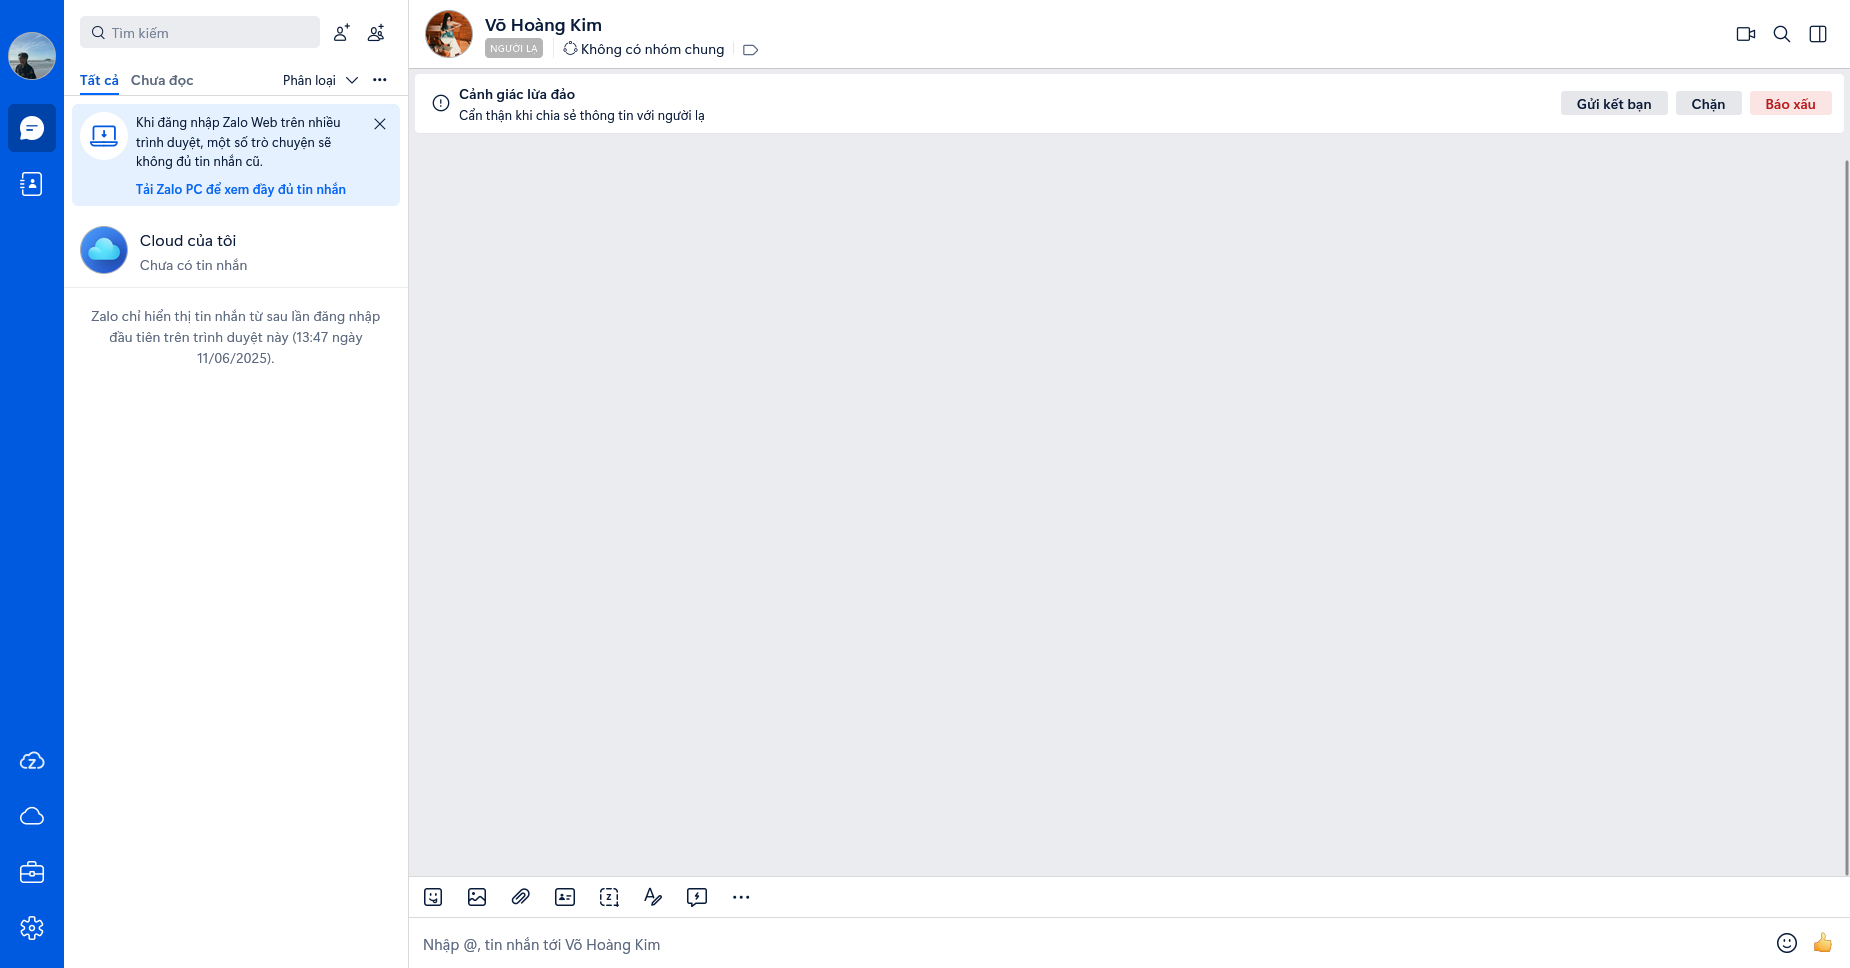 Tìm kiếm
Tất cả
Chưa đọc
Phân loại
Khi đăng nhập Zalo Web trên nhiều
trình duyệt, một số trò chuyện sẽ
không đủ tin nhắn cũ.
Tải Zalo PC để xem đầy đủ tin nhắn
Cloud của tôi
Chưa có tin nhắn
Zalo chỉ hiển thị tin nhắn từ sau lần đăng nhập
đầu tiên trên trình duyệt này (13:47 ngày
11/06/2025).
Võ Hoàng Kim
NGƯỜI LẠ
Không có nhóm chung
Cảnh giác lừa đảo
Cẩn thận khi chia sẻ thông tin với người lạ
Gửi kết bạn
Chặn
Báo xấu
Nhập @, tin nhắn tới Võ Hoàng Kim